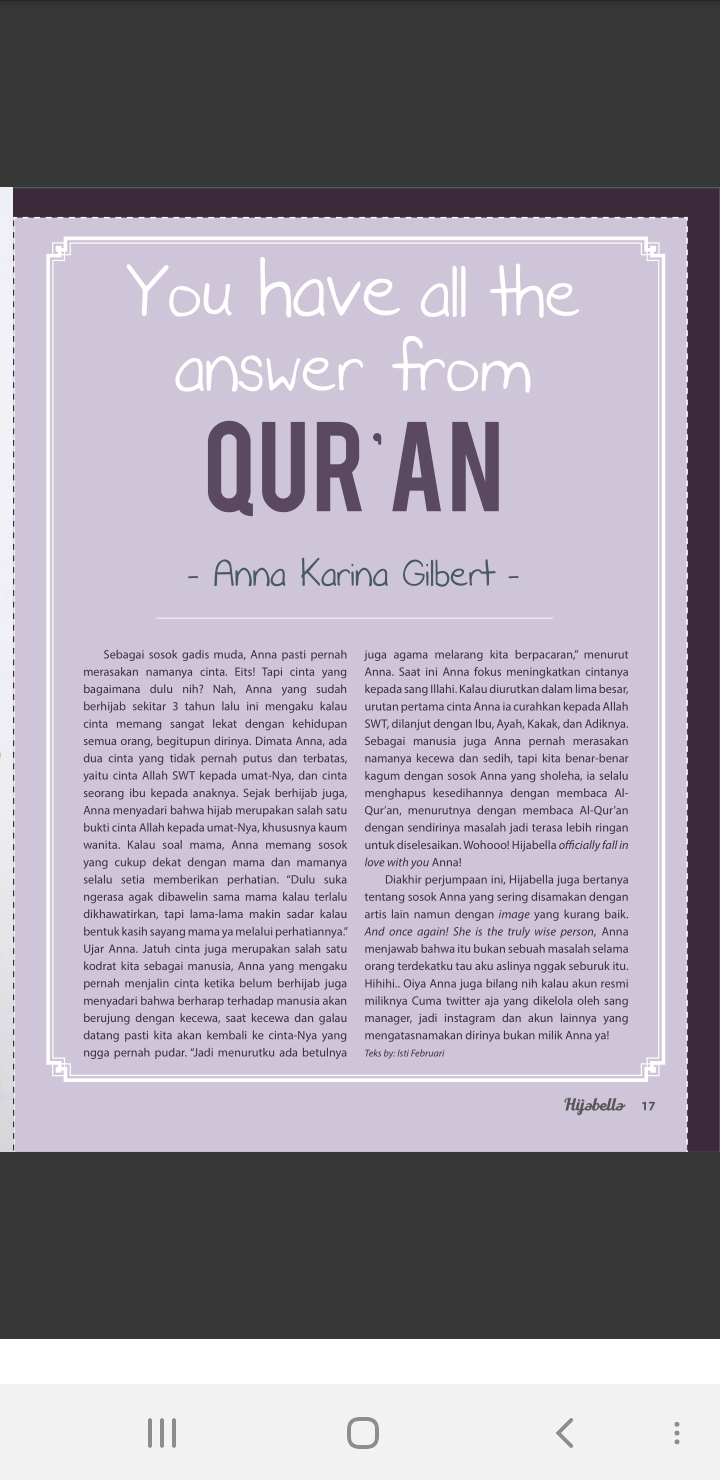 You have all the
answer from
QUR'AN
- Anna Karina Gilbert -
Sebagai sosok gadis muda, Anna pasti pernah
merasakan namanya cinta. Eits! Tapi cinta yang
bagaimana dulu nih? Nah, Anna yang sudah
berhijab sekitar 3 tahun lalu ini mengaku kalau
cinta memang sangat lekat dengan kehidupan
semua orang, begitupun dirinya. Dimata Anna, ada
dua cinta yang tidak pernah putus dan terbatas,
yaitu cinta Allah SWT kepada umat-Nya, dan cinta
seorang ibu kepada anaknya. Sejak berhijab juga,
Anna menyadari bahwa hijab merupakan salah satu
bukti cinta Allah kepada umat-Nya, khususnya kaum
wanita. Kalau soal mama, Anna memang sosok
yang cukup dekat dengan mama dan mamanya
selalu setia memberikan perhatian. “Dulu suka
ngerasa agak dibawelin sama mama kalau terlalu
dikhawatirkan, tapi lama-lama makin sadar kalau
bentuk kasih sayang mama ya melalui perhatiannya.”
Ujar Anna. Jatuh cinta juga merupakan salah satu
kodrat kita sebagai manusia, Anna yang mengaku
pernah menjalin cinta ketika belum berhijab juga
menyadari bahwa berharap terhadap manusia akan
berujung dengan kecewa, saat kecewa dan galau
datang pasti kita akan kembali ke cinta-Nya yang
ngga pernah pudar. “Jadi menurutku ada betulnya
juga agama melarang kita berpacaran,” menurut
Anna. Saat ini Anna fokus meningkatkan cintanya
kepada sang Illahi. Kalau diurutkan dalam lima besar,
urutan pertama cinta Anna ia curahkan kepada Allah
SWT, dilanjut dengan Ibu, Ayah, Kakak, dan Adiknya.
Sebagai manusia juga Anna pernah merasakan
namanya kecewa dan sedih, tapi kita benar-benar
kagum dengan sosok Anna yang sholeha, ia selalu
menghapus kesedihannya dengan membaca Al-
Qur’an, menurutnya dengan membaca Al-Qur’an
dengan sendirinya masalah jadi terasa lebih ringan
untuk diselesaikan. Wohooo! Hijabella officially fall in
love with you Anna!
Diakhir perjumpaan ini, Hijabella juga bertanya
tentang sosok Anna yang sering disamakan dengan
artis lain namun dengan image yang kurang baik.
And once again! She is the truly wise person, Anna
menjawab bahwa itu bukan sebuah masalah selama
orang terdekatku tau aku aslinya nggak seburuk itu.
Hihihi.. Oiya Anna juga bilang nih kalau akun resmi
miliknya Cuma twitter aja yang dikelola oleh sang
manager, jadi instagram dan akun lainnya yang
mengatasnamakan dirinya bukan milik Anna ya!
Teks by: Isti Februari
Hijabella 17